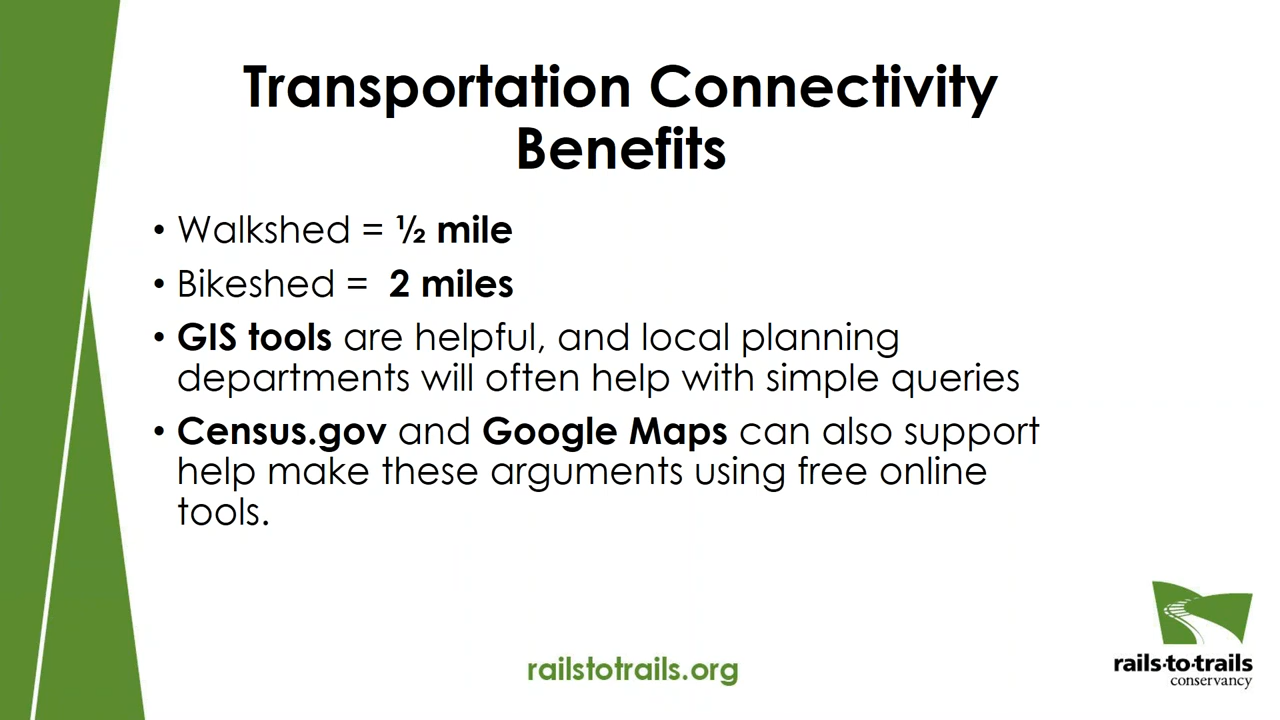 Transportation Connectivity
Benefits
• Walkshed = ½ mile
• Bikeshed =  2 miles
• GIS tools are helpful, and local planning
departments will often help with simple queries
• Census.gov and Google Maps can also support
help make these arguments using free online
tools.
railstotrails.org
rails·to·trails
conservancy